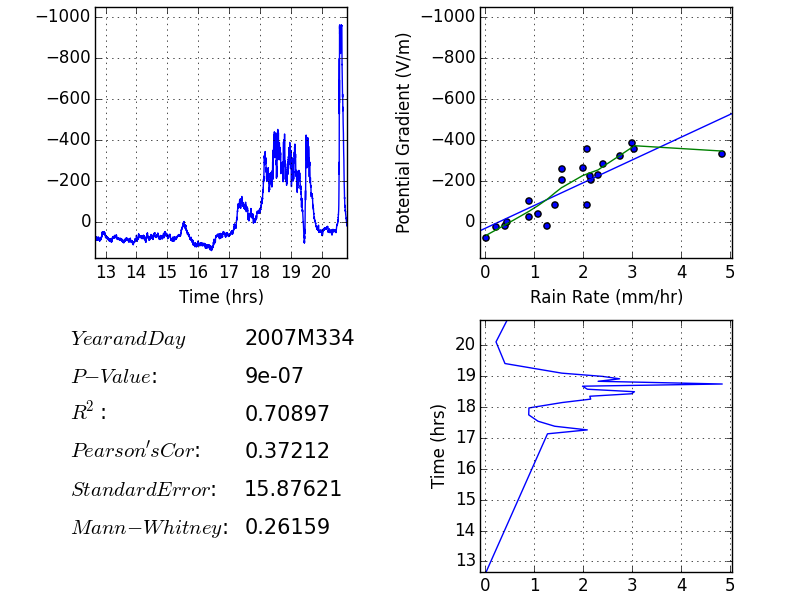 −1000
−800
−600
−400
−200
0
13 14 15 16 17 18 19 20
Time (hrs)
Potential Gradient (V/m)
−1000
−800
−600
−400
−200
0
0 1 2 3 4 5
Rain Rate (mm/hr)
YearandDay 2007M334
P−Value: 9e-07
R²: 0.70897
Pearson'sCor: 0.37212
StandardError: 15.87621
Mann−Whitney: 0.26159
Time (hrs)
20
19
18
17
16
15
14
13
0 1 2 3 4 5